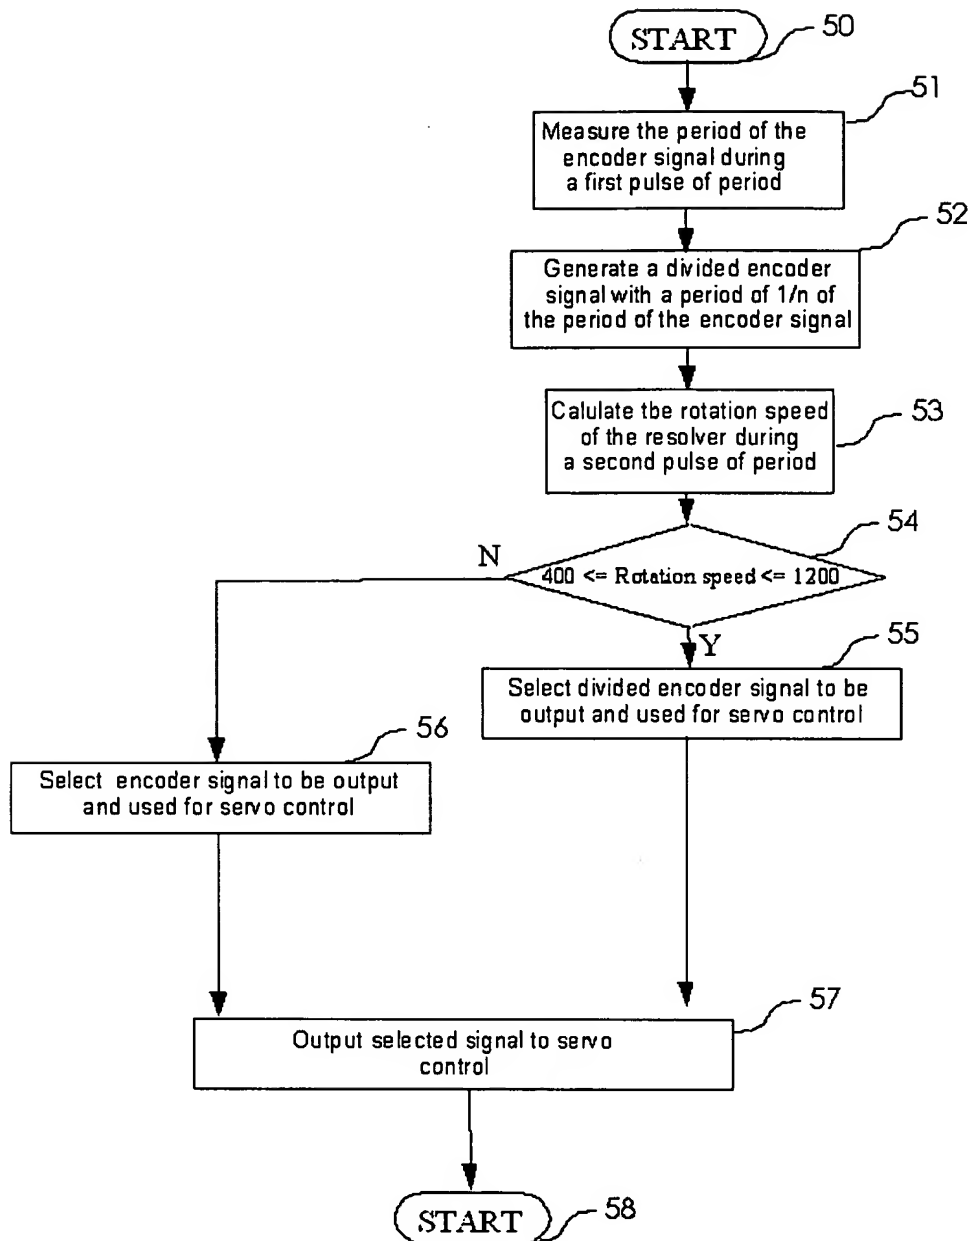 START
50
51
Measure the period of the
encoder signal during
a first pulse of period
52
Generate a divided encoder
signal with a period of 1/n of
the period of the encoder signal
53
Calulate tbe rotation speed
of the resolver during
a second pulse of period
54
N
400 <= Rotation speed <= 1200
Y
55
Select divided encoder signal to be
output and used for servo control
56
Select encoder signal to be output
and used for servo control
57
Output selected signal to servo
control
START
58